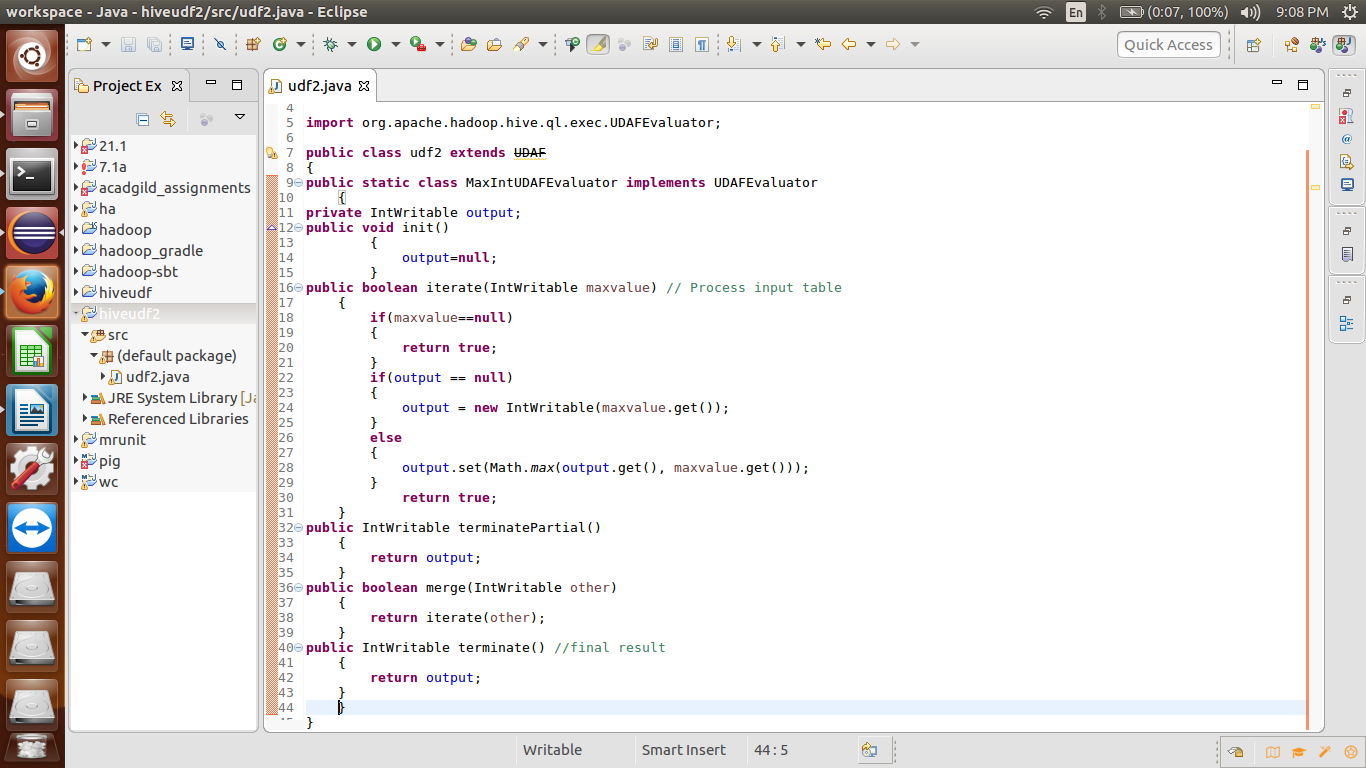 workspace - Java - hiveudf2/src/udf2.java - Eclipse
En
(0:07, 100%)
9:08 PM
Quick Access
Project Ex
udf2.java
21.1
7.1a
acadgild_assignments
ha
hadoop
hadoop_gradle
hadoop-sbt
hiveudf
hiveudf2
src
(default package)
udf2.java
JRE System Library [Ja
Referenced Libraries
mrunit
pig
wc
4
5 import org.apache.hadoop.hive.ql.exec.UDAFEvaluator;
6
7 public class udf2 extends UDAF
8 {
9 public static class MaxIntUDAFEvaluator implements UDAFEvaluator
10 {
11 private IntWritable output;
12 public void init()
13 {
14 output=null;
15 }
16 public boolean iterate(IntWritable maxvalue) // Process input table
17 {
18 if(maxvalue==null)
19 {
20 return true;
21 }
22 if(output == null)
23 {
24 output = new IntWritable(maxvalue.get());
25 }
26 else
27 {
28 output.set(Math.max(output.get(), maxvalue.get()));
29 }
30 return true;
31 }
32 public IntWritable terminatePartial()
33 {
34 return output;
35 }
36 public boolean merge(IntWritable other)
37 {
38 return iterate(other);
39 }
40 public IntWritable terminate() //final result
41 {
42 return output;
43 }
44 }
45 }
Writable
Smart Insert
44 : 5